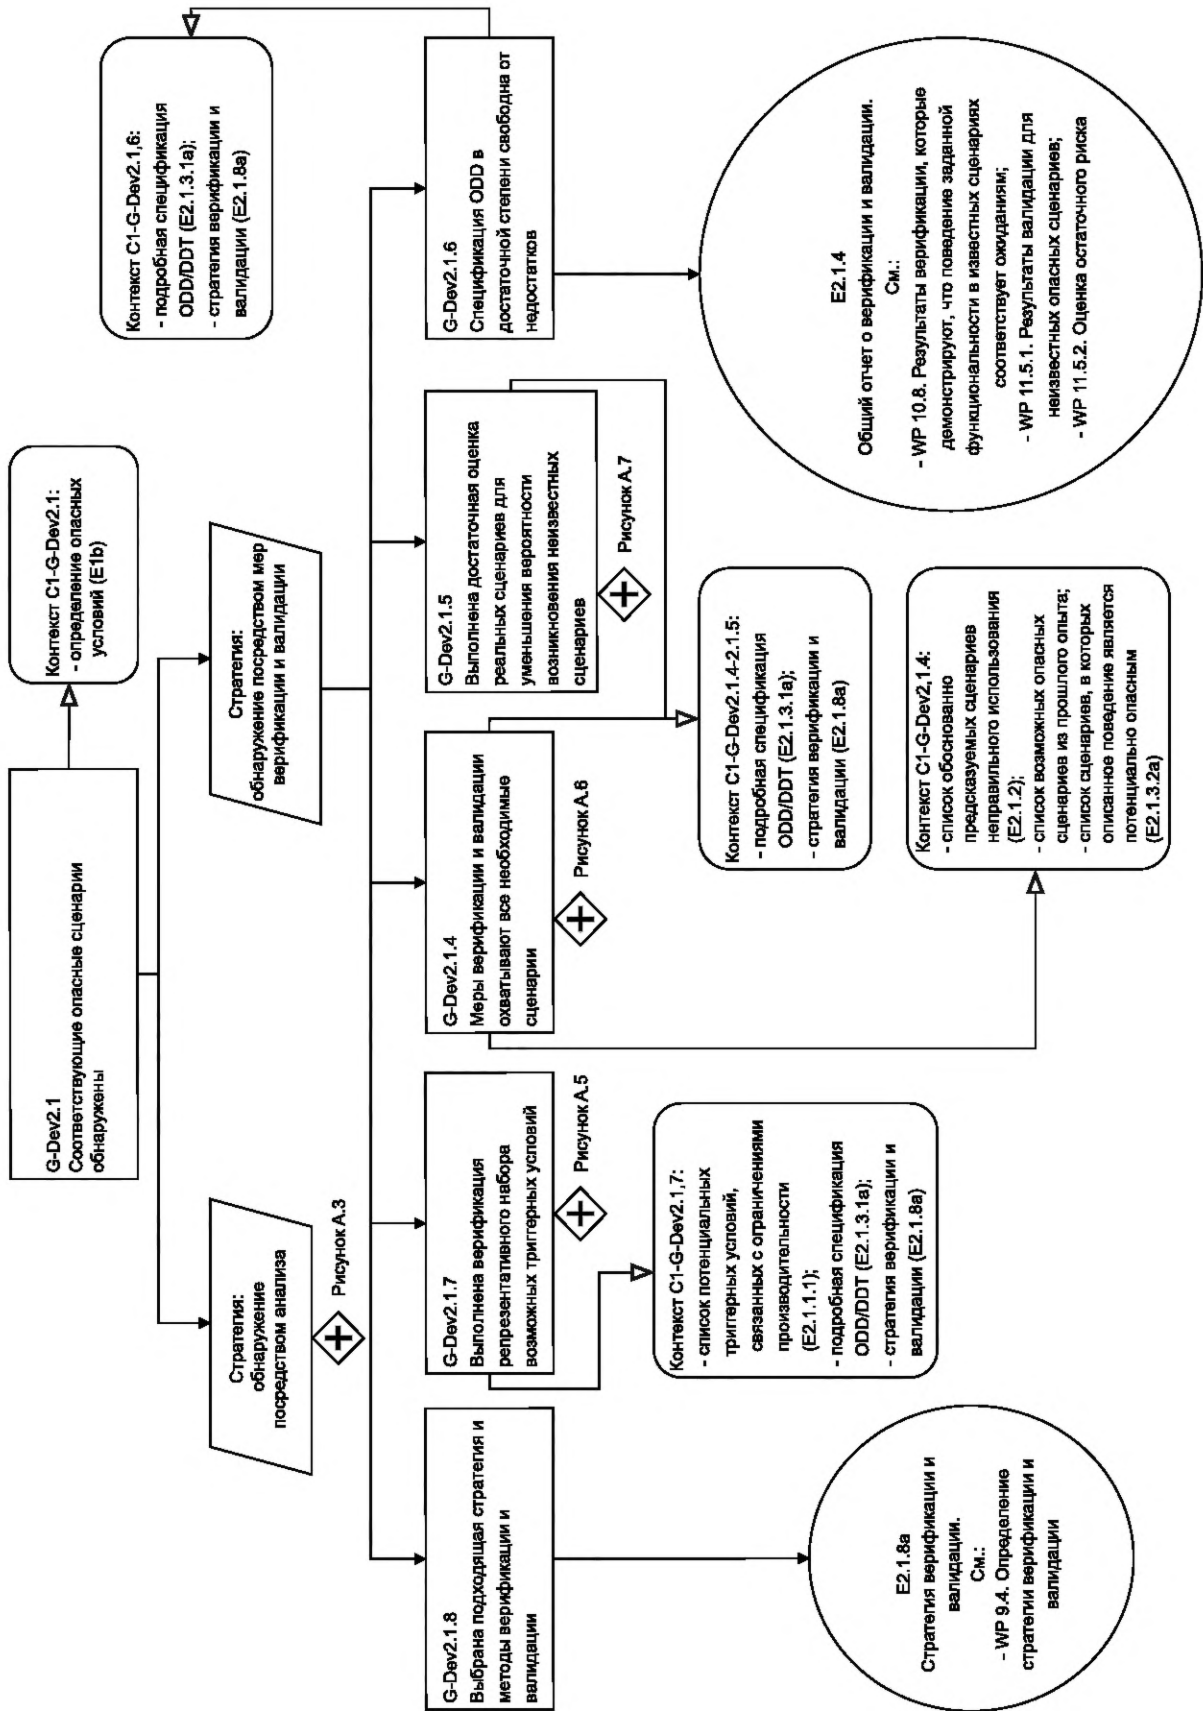 G-Dev2.1
Соответствующие опасные сценарии
обнаружены
Контекст C1-G-Dev2.1:
- определение опасных
условий (E1b)
Стратегия:
обнаружение
посредством анализа
Рисунок А.3
Стратегия:
обнаружение посредством мер
верификации и валидации
Контекст C1-G-Dev2.1,6:
- подробная спецификация
ODD/DDT (E2.1.3.1a);
- стратегия верификации и
валидации (E2.1.8a)
G-Dev2.1.8
Выбрана подходящая стратегия и
методы верификации и
валидации
G-Dev2.1.7
Выполнена верификация
репрезентативного набора
возможных триггерных условий
Рисунок А.5
G-Dev2.1.4
Меры верификации и валидации
охватывают все необходимые
сценарии
Рисунок А.6
G-Dev2.1.5
Выполнена достаточная оценка
реальных сценариев для
уменьшения вероятности
возникновения неизвестных
сценариев
Рисунок А.7
G-Dev2.1.6
Спецификация ODD в
достаточной степени свободна от
недостатков
Контекст C1-G-Dev2.1,7:
- список потенциальных
триггерных условий,
связанных с ограничениями
производительности
(E2.1.1.1);
- подробная спецификация
ODD/DDT (E2.1.3.1a);
- стратегия верификации и
валидации (E2.1.8a)
Контекст C1-G-Dev2.1.4-2.1.5:
- подробная спецификация
ODD/DDT (E2.1.3.1a);
- стратегия верификации и
валидации (E2.1.8a)
Контекст C1-G-Dev2,1.4:
- список обоснованно
предсказуемых сценариев
неправильного использования
(E2.1.2);
- список возможных опасных
сценариев из прошлого опыта;
- список сценариев, в которых
описанное поведение является
потенциально опасным
(E2.1.3.2a)
E2.1.8a
Стратегия верификации и
валидации.
См.:
- WP 9.4. Определение
стратегии верификации и
валидации
E2.1.4
Общий отчет о верификации и валидации.
См.:
- WP 10.8. Результаты верификации, которые
демонстрируют, что поведение заданной
функциональности в известных сценариях
соответствует ожиданиям;
- WP 11.5.1. Результаты валидации для
неизвестных опасных сценариев;
- WP 11.5.2. Оценка остаточного риска